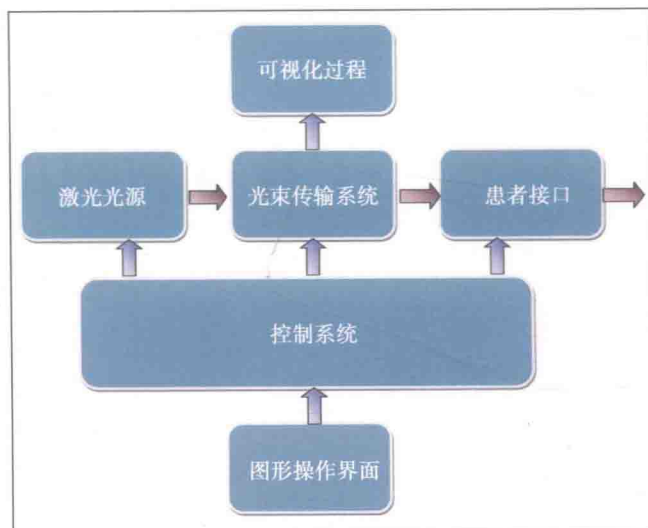 可视化过程
激光光源
光束传输系统
患者接口
控制系统
图形操作界面